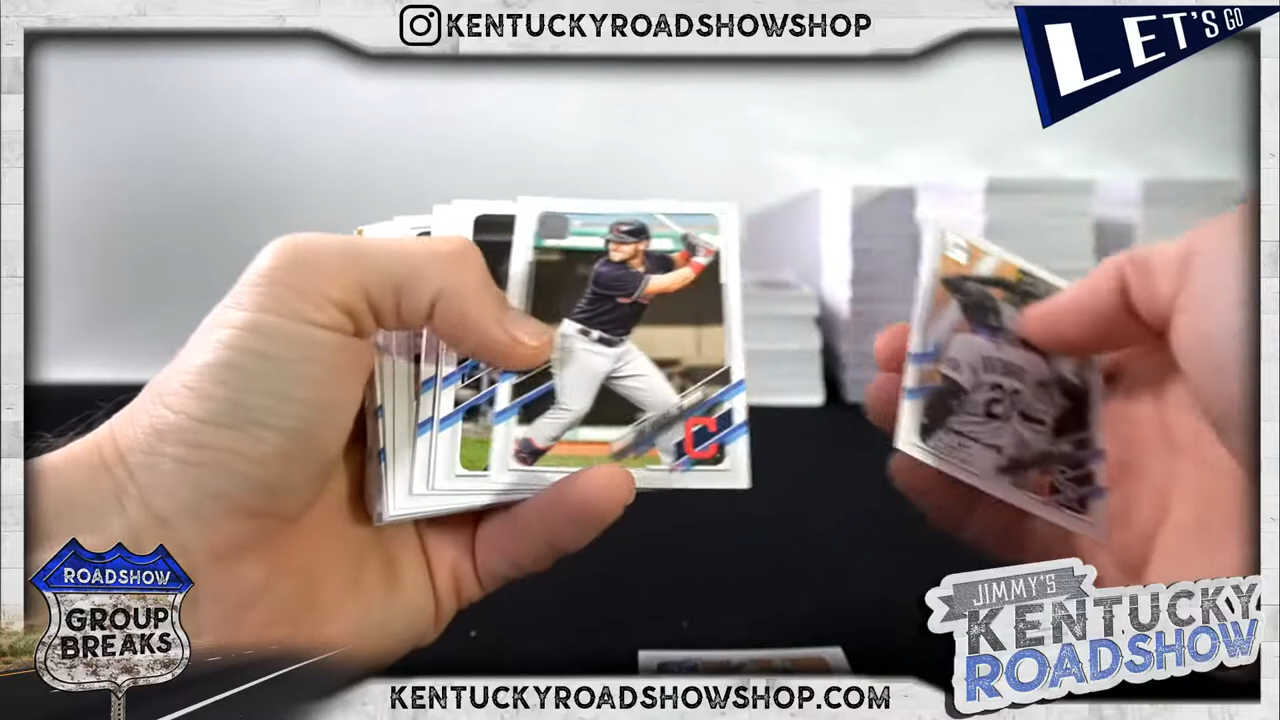 KENTUCKYROADSHOWSHOP
LET'S GO
C
ROADSHOW
GROUP
BREAKS
JIMMY'S
KENTUCKY
ROADSHOW
KENTUCKYROADSHOWSHOP.COM